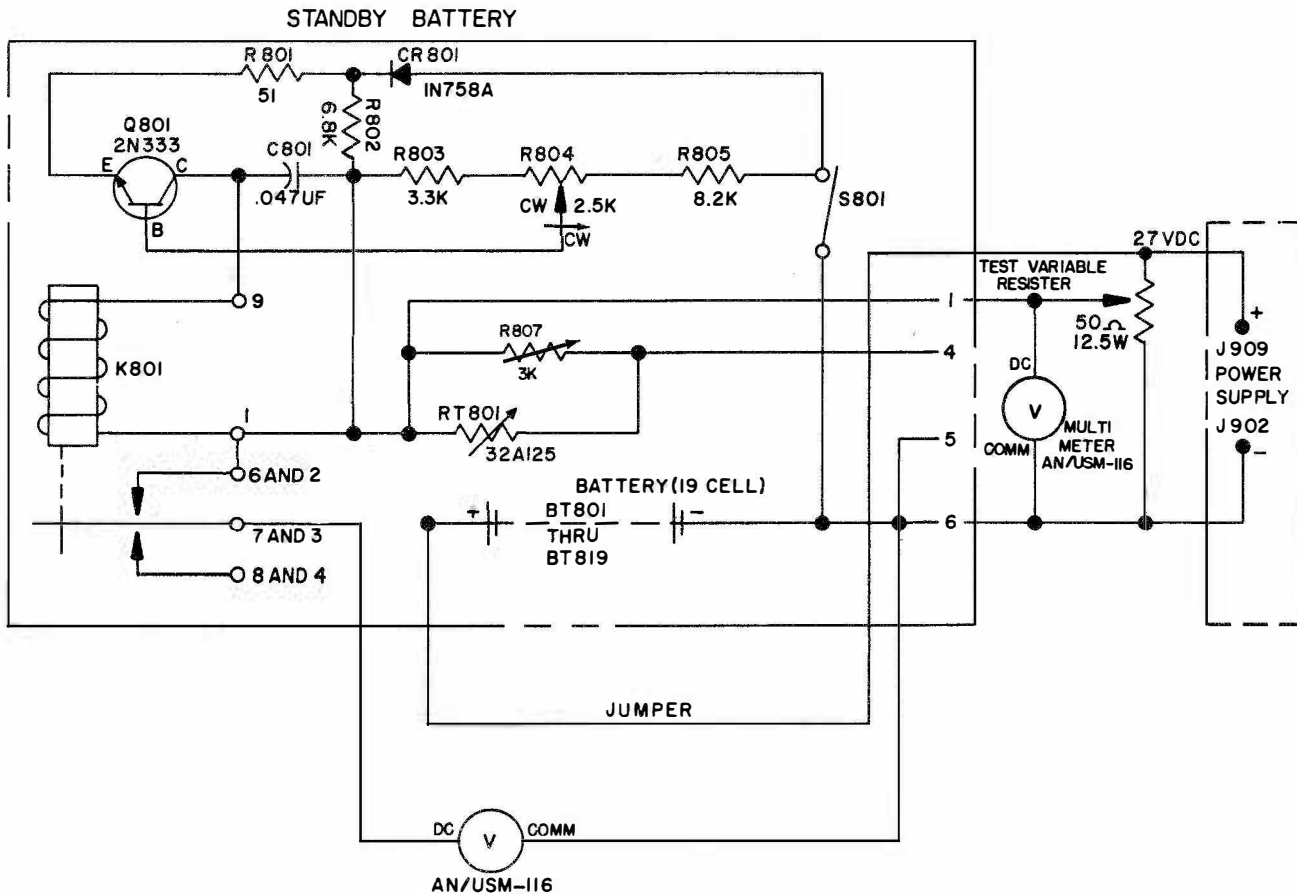 STANDBY BATTERY
R801
51
CR801
1N758A
R802
6.8K
Q801
2N333
E
C
B
C801
.047UF
R803
3.3K
R804
CW
2.5K
CW
R805
8.2K
S801
27VDC
TEST VARIABLE
RESISTER
50Ω
12.5W
+
J909
POWER
SUPPLY
J902
-
9
1
R807
3K
4
DC
V
COMM
MULTI
METER
AN/USM-116
K801
1
RT801
32A125
5
6 AND 2
BATTERY(19 CELL)
+
BT801
THRU
BT819
-
6
7 AND 3
8 AND 4
JUMPER
DC
V
COMM
AN/USM-116